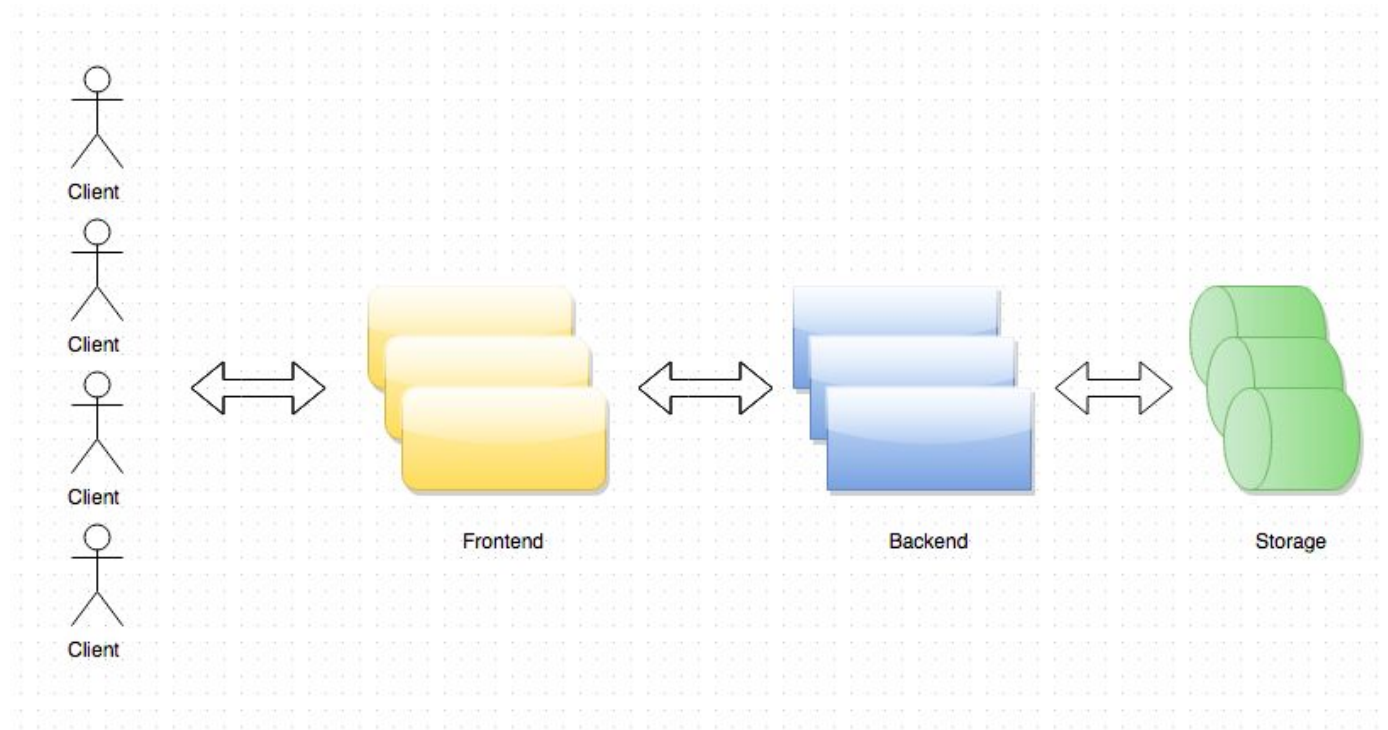 Client
Client
Client
Client
Frontend
Backend
Storage